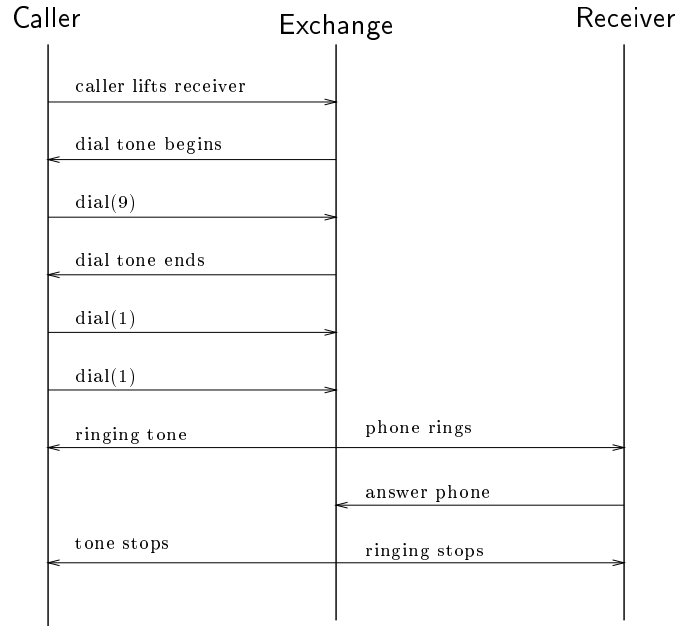 Caller
Exchange
Receiver
caller lifts receiver
dial tone begins
dial(9)
dial tone ends
dial(1)
dial(1)
ringing tone
phone rings
answer phone
tone stops
ringing stops